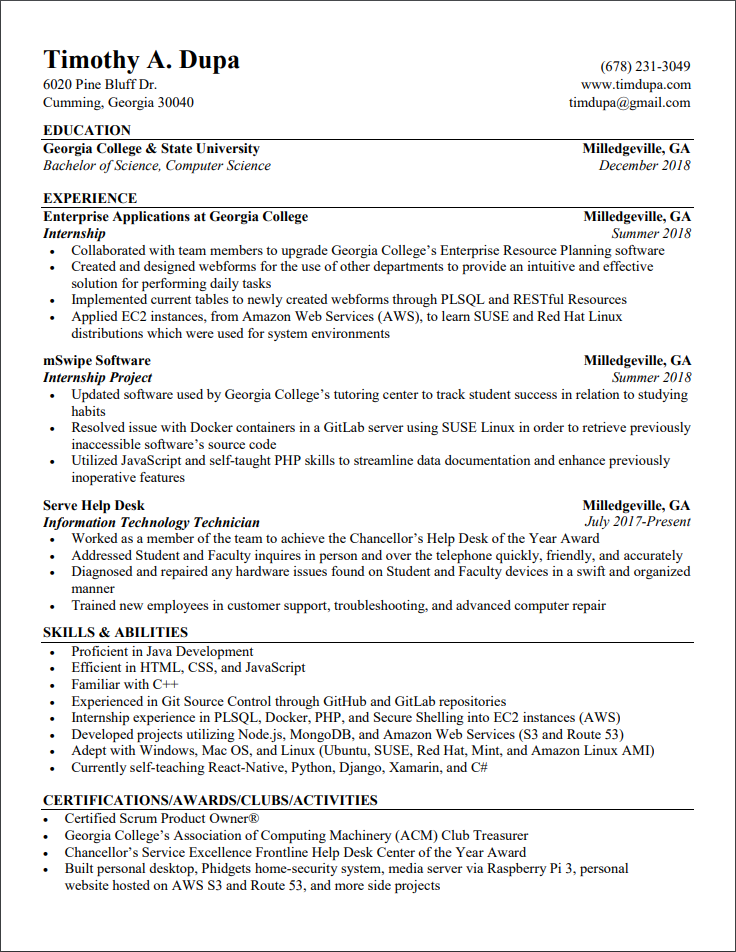 Timothy A. Dupa
(678) 231-3049
6020 Pine Bluff Dr.
www.timdupa.com
Cumming, Georgia 30040
timdupa@gmail.com
EDUCATION
Georgia College & State University Milledgeville, GA
Bachelor of Science, Computer Science December 2018
EXPERIENCE
Enterprise Applications at Georgia College Milledgeville, GA
Internship Summer 2018
• Collaborated with team members to upgrade Georgia College's Enterprise Resource Planning software
• Created and designed webforms for the use of other departments to provide an intuitive and effective
solution for performing daily tasks
• Implemented current tables to newly created webforms through PLSQL and RESTful Resources
• Applied EC2 instances, from Amazon Web Services (AWS), to learn SUSE and Red Hat Linux
distributions which were used for system environments
mSwipe Software Milledgeville, GA
Internship Project Summer 2018
• Updated software used by Georgia College's tutoring center to track student success in relation to studying
habits
• Resolved issue with Docker containers in a GitLab server using SUSE Linux in order to retrieve previously
inaccessible software's source code
• Utilized JavaScript and self-taught PHP skills to streamline data documentation and enhance previously
inoperative features
Serve Help Desk Milledgeville, GA
Information Technology Technician July 2017-Present
• Worked as a member of the team to achieve the Chancellor's Help Desk of the Year Award
• Addressed Student and Faculty inquires in person and over the telephone quickly, friendly, and accurately
• Diagnosed and repaired any hardware issues found on Student and Faculty devices in a swift and organized
manner
• Trained new employees in customer support, troubleshooting, and advanced computer repair
SKILLS & ABILITIES
• Proficient in Java Development
• Efficient in HTML, CSS, and JavaScript
• Familiar with C++
• Experienced in Git Source Control through GitHub and GitLab repositories
• Internship experience in PLSQL, Docker, PHP, and Secure Shelling into EC2 instances (AWS)
• Developed projects utilizing Node.js, MongoDB, and Amazon Web Services (S3 and Route 53)
• Adept with Windows, Mac OS, and Linux (Ubuntu, SUSE, Red Hat, Mint, and Amazon Linux AMI)
• Currently self-teaching React-Native, Python, Django, Xamarin, and C#
CERTIFICATIONS/AWARDS/CLUBS/ACTIVITIES
• Certified Scrum Product Owner®
• Georgia College's Association of Computing Machinery (ACM) Club Treasurer
• Chancellor's Service Excellence Frontline Help Desk Center of the Year Award
• Built personal desktop, Phidgets home-security system, media server via Raspberry Pi 3, personal
website hosted on AWS S3 and Route 53, and more side projects